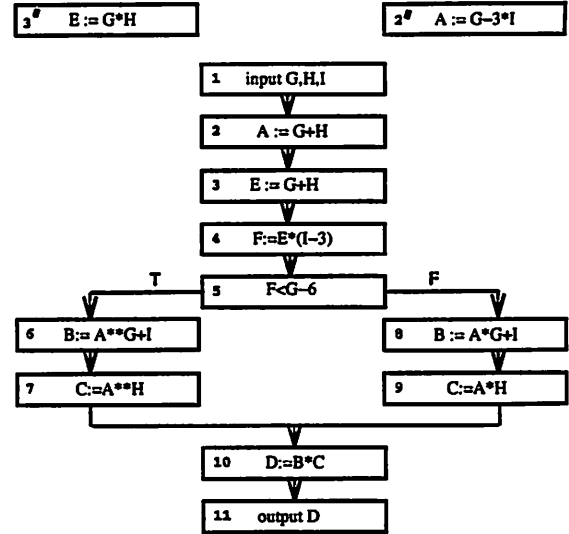 3# E := G*H
2# A := G–3*I
1 input G,H,I
2 A := G+H
3 E := G+H
4 F:=E*(I–3)
T
5 F<G–6
F
6 B:= A**G+I
8 B := A*G+I
7 C:=A**H
9 C:=A*H
10 D:=B*C
11 output D